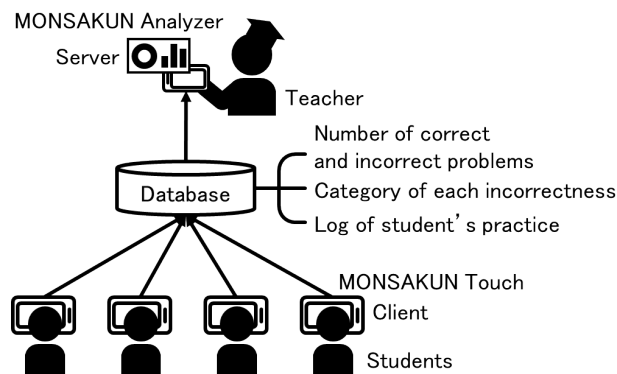 MONSAKUN Analyzer
Server
Teacher
Number of correct
and incorrect problems
Database
Category of each incorrectness
Log of student's practice
MONSAKUN Touch
Client
Students